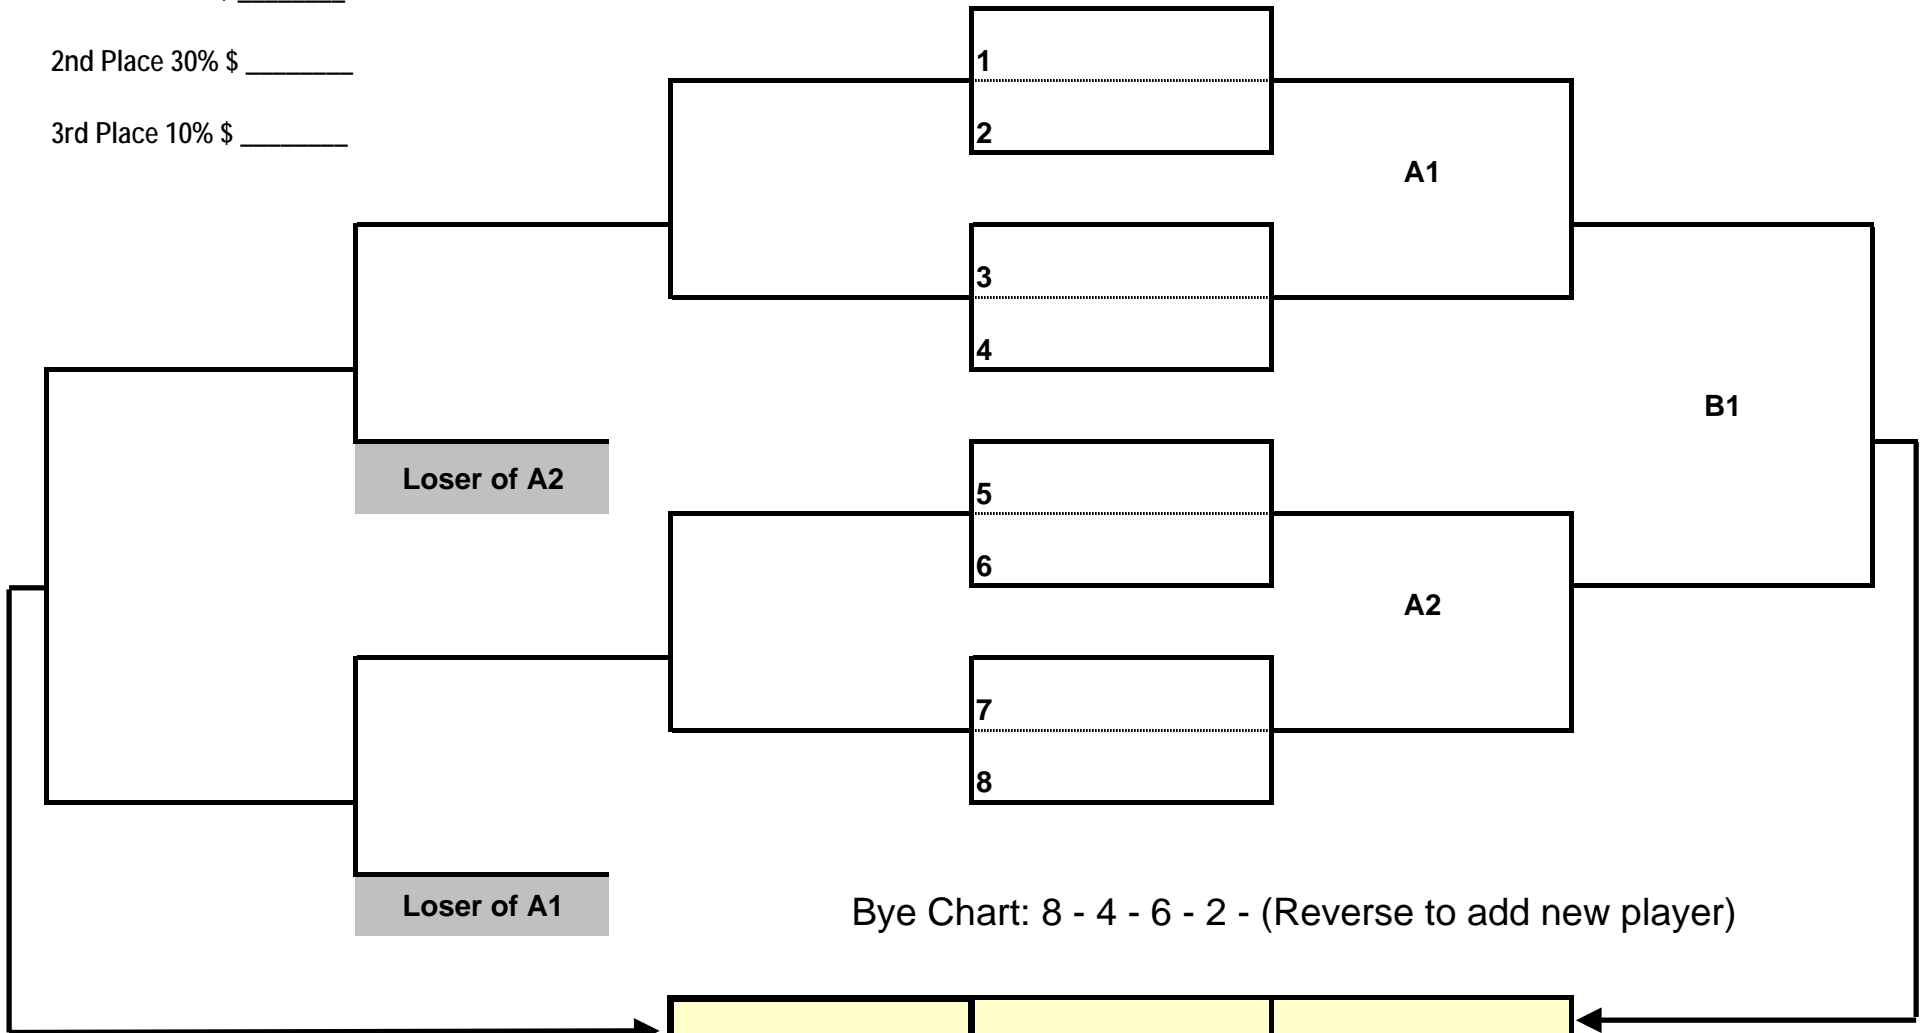 2nd Place 30% $ ________
3rd Place 10% $ ________
1
2
A1
3
4
B1
Loser of A2
5
6
A2
7
8
Loser of A1
Bye Chart: 8 - 4 - 6 - 2 - (Reverse to add new player)